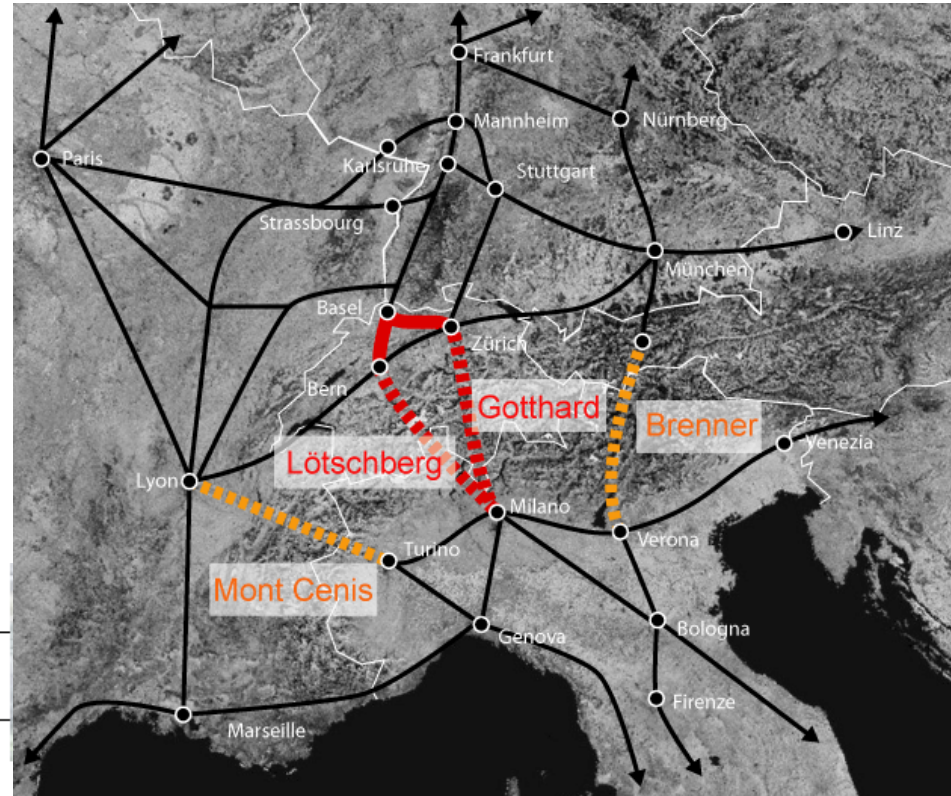 Frankfurt
Mannheim
Nürnberg
Paris
Karlsruhe
Stuttgart
Strassbourg
Linz
München
Basel
Zürich
Bern
Gotthard
Brenner
Venezia
Lötschberg
Lyon
Milano
Verona
Turino
Mont Cenis
Genova
Bologna
Firenze
Marseille